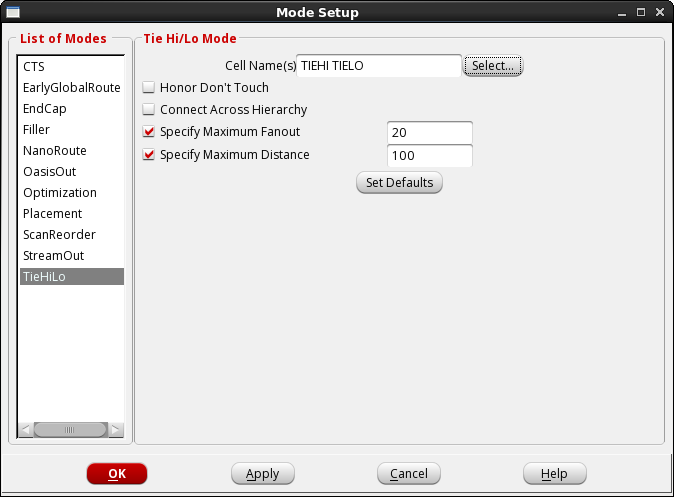 Mode Setup
List of Modes
CTS
EarlyGlobalRoute
EndCap
Filler
NanoRoute
OasisOut
Optimization
Placement
ScanReorder
StreamOut
TieHiLo
Tie Hi/Lo Mode
Cell Name(s) TIEHI TIELO Select...
Honor Don't Touch
Connect Across Hierarchy
Specify Maximum Fanout 20
Specify Maximum Distance 100
Set Defaults
OK Apply Cancel Help